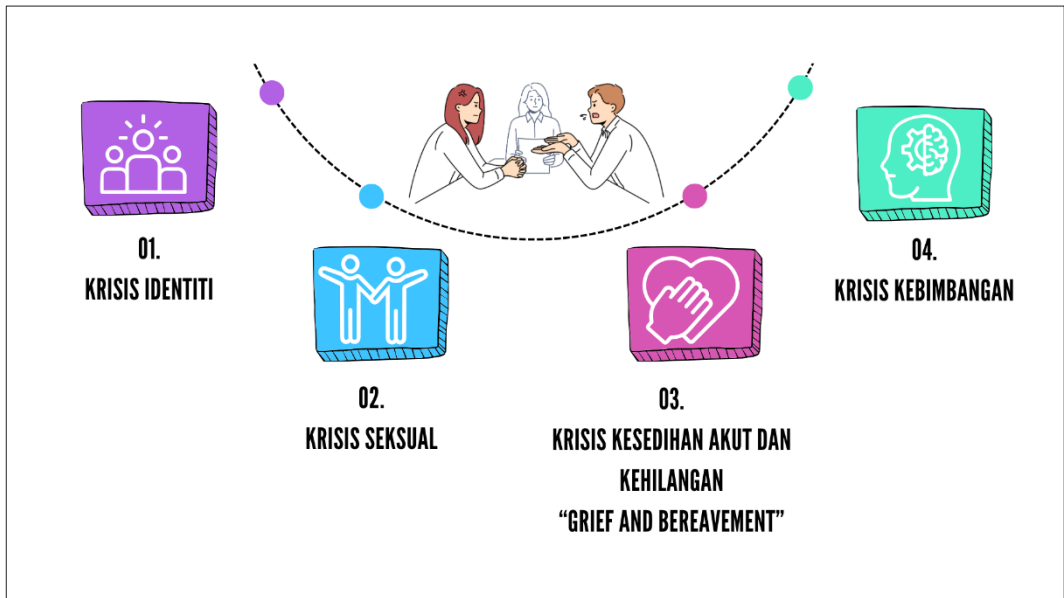 01.
KRISIS IDENTITI
02.
KRISIS SEKSUAL
03.
KRISIS KESEDIHAN AKUT DAN
KEHILANGAN
“GRIEF AND BEREAVEMENT”
04.
KRISIS KEBIMBANGAN